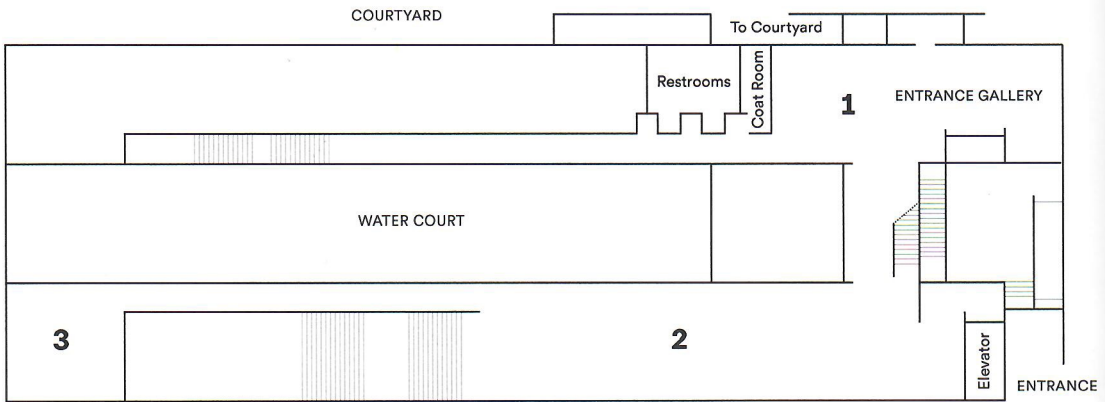 COURTYARD
To Courtyard
Restrooms
Coat Room
1
ENTRANCE GALLERY
WATER COURT
3
2
Elevator
ENTRANCE